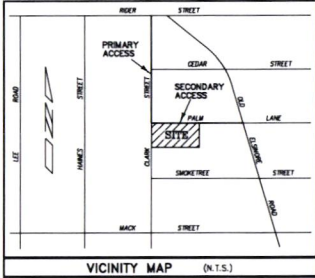 RIDER STREET
PRIMARY ACCESS
CEDAR STREET
SECONDARY ACCESS
OLD ELSINORE ROAD
PALM LANE
SITE
LEE ROAD
HAINES STREET
CLARK STREET
SMOKETREE STREET
MACK STREET
VICINITY MAP (N.T.S.)